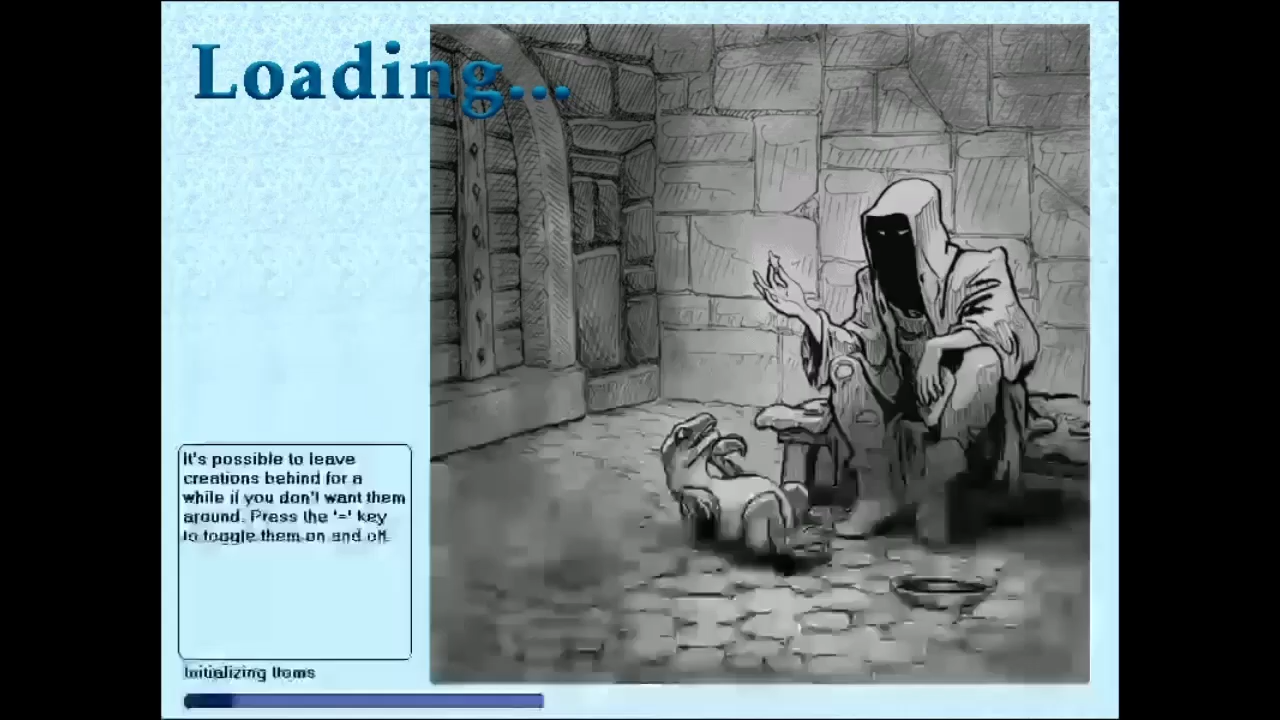 Loading...
It's possible to leave
creations behind for a
while if you don't want them
around. Press the '=' key
to toggle them on and off.
Initializing Items